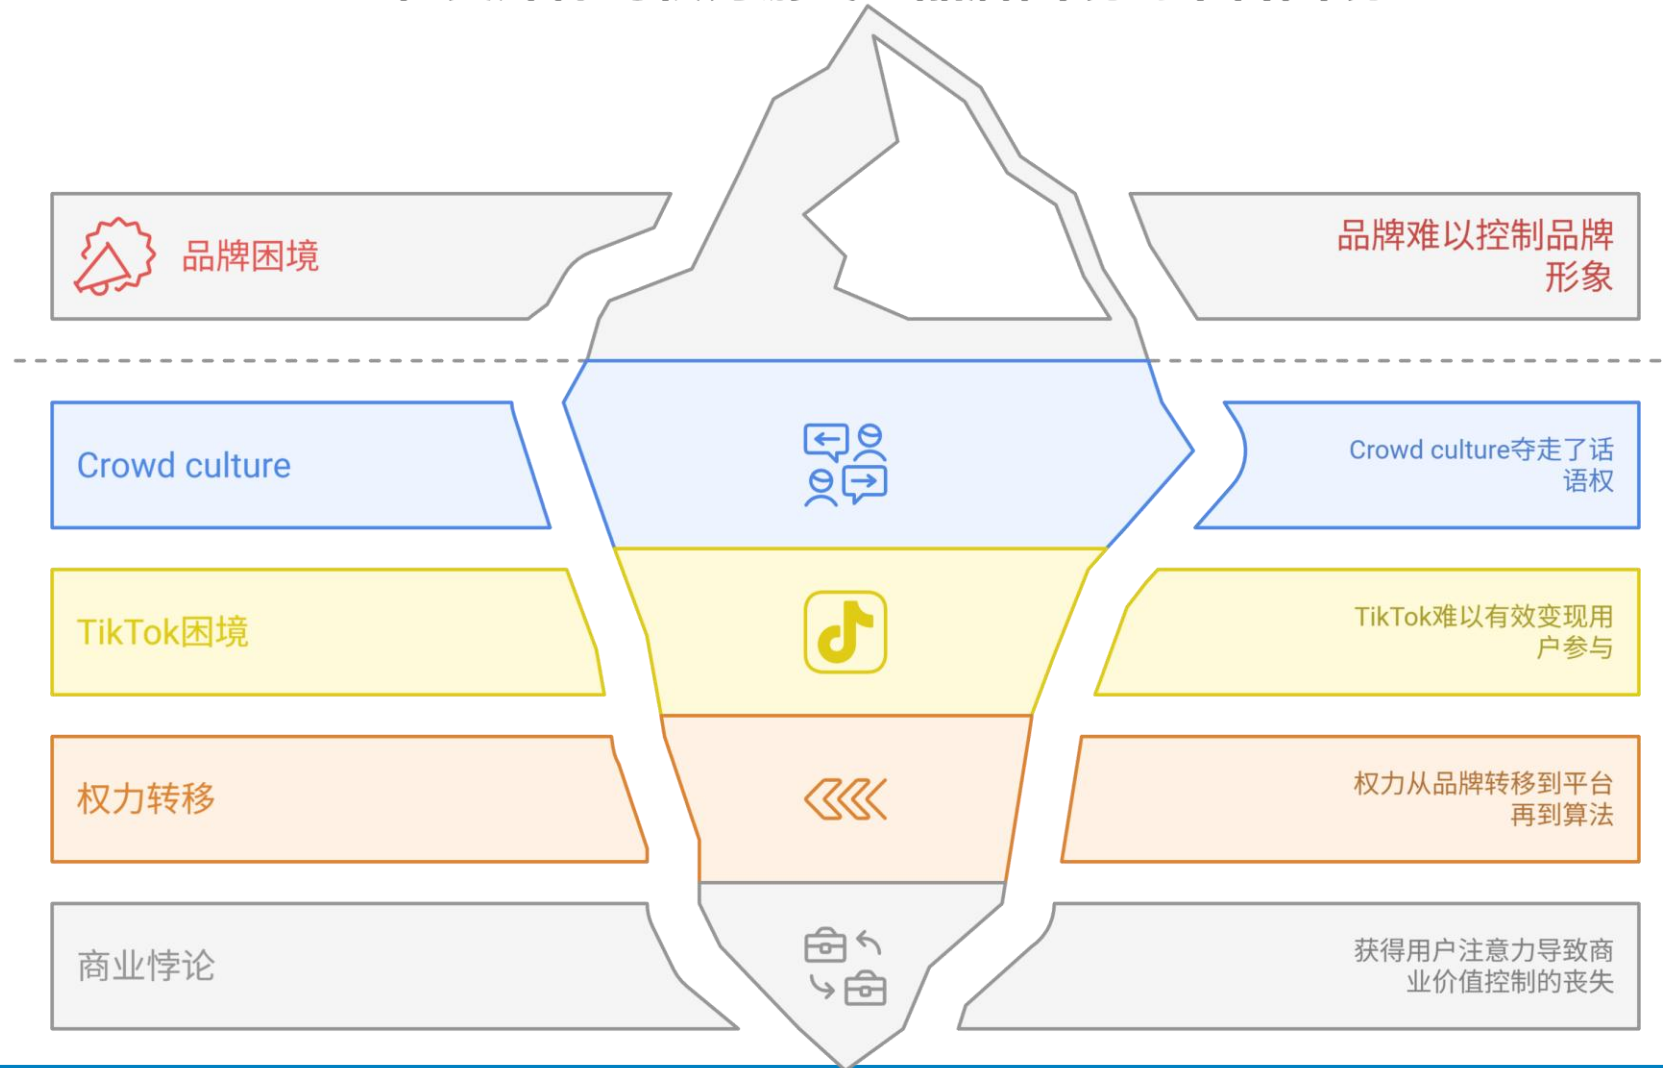 品牌困境
品牌难以控制品牌
形象
Crowd culture
Crowd culture夺走了话
语权
TikTok困境
TikTok难以有效变现用
户参与
权力转移
权力从品牌转移到平台
再到算法
商业悖论
获得用户注意力导致商
业价值控制的丧失